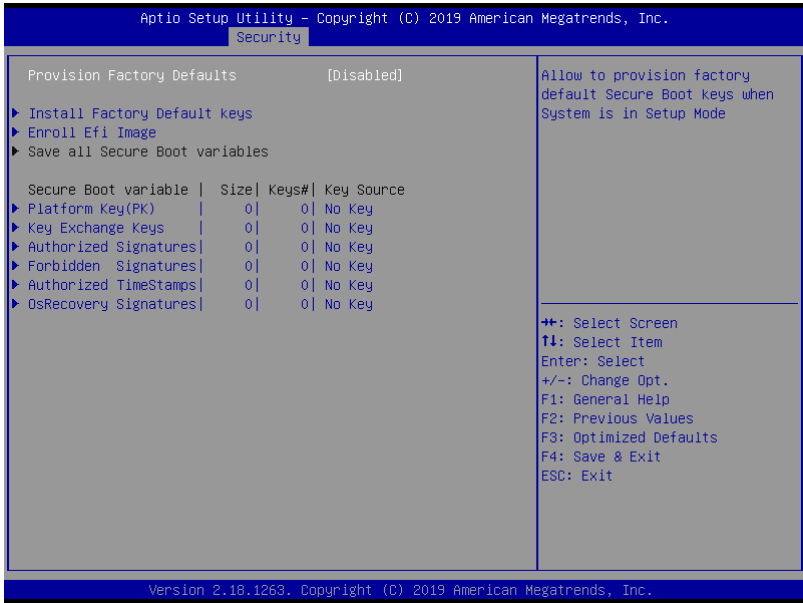 Aptio Setup Utility – Copyright (C) 2019 American Megatrends, Inc.
Security
Provision Factory Defaults [Disabled]
Install Factory Default keys
Enroll Efi Image
Save all Secure Boot variables
Secure Boot variable | Size| Keys#| Key Source
Platform Key(PK) | 0| 0| No Key
Key Exchange Keys | 0| 0| No Key
Authorized Signatures| 0| 0| No Key
Forbidden Signatures| 0| 0| No Key
Authorized TimeStamps| 0| 0| No Key
OsRecovery Signatures| 0| 0| No Key
Allow to provision factory
default Secure Boot keys when
System is in Setup Mode
→←: Select Screen
↑↓: Select Item
Enter: Select
+/-: Change Opt.
F1: General Help
F2: Previous Values
F3: Optimized Defaults
F4: Save & Exit
ESC: Exit
Version 2.18.1263. Copyright (C) 2019 American Megatrends, Inc.